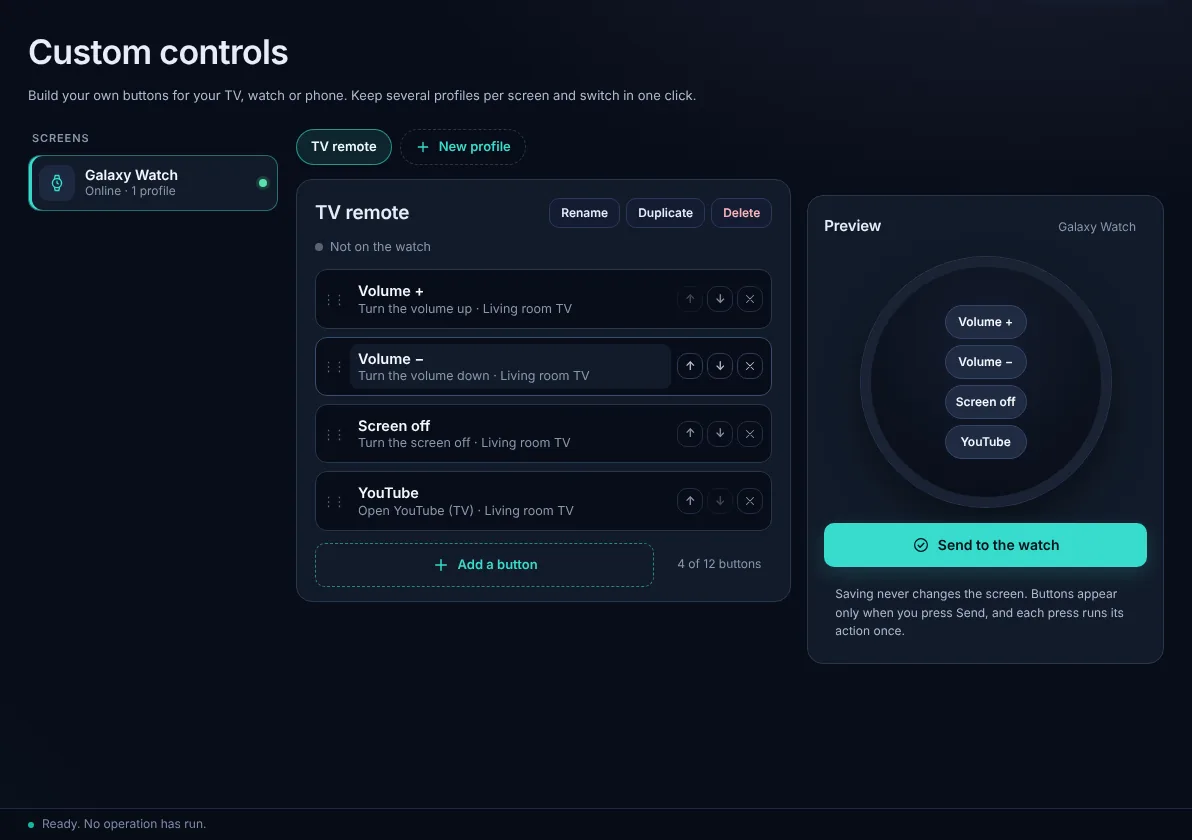 Custom controls
Build your own buttons for your TV, watch or phone. Keep several profiles per screen and switch in one click.
SCREENS
Galaxy Watch
Online · 1 profile
TV remote
+ New profile
TV remote
Rename
Duplicate
Delete
Not on the watch
Volume +
Turn the volume up · Living room TV
Volume −
Turn the volume down · Living room TV
Screen off
Turn the screen off · Living room TV
YouTube
Open YouTube (TV) · Living room TV
+ Add a button
4 of 12 buttons
Preview
Galaxy Watch
Volume +
Volume −
Screen off
YouTube
Send to the watch
Saving never changes the screen. Buttons appear
only when you press Send, and each press runs its
action once.
Ready. No operation has run.